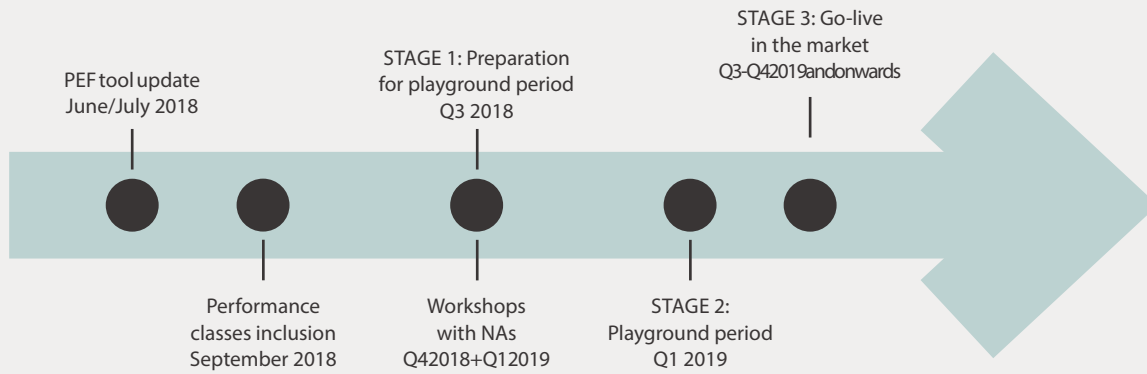 PEF tool update
June/July 2018
Performance
classes inclusion
September 2018
STAGE 1: Preparation
for playground period
Q3 2018
Workshops
with NAs
Q42018+Q12019
STAGE 2:
Playground period
Q1 2019
STAGE 3: Go-live
in the market
Q3-Q42019andonwards